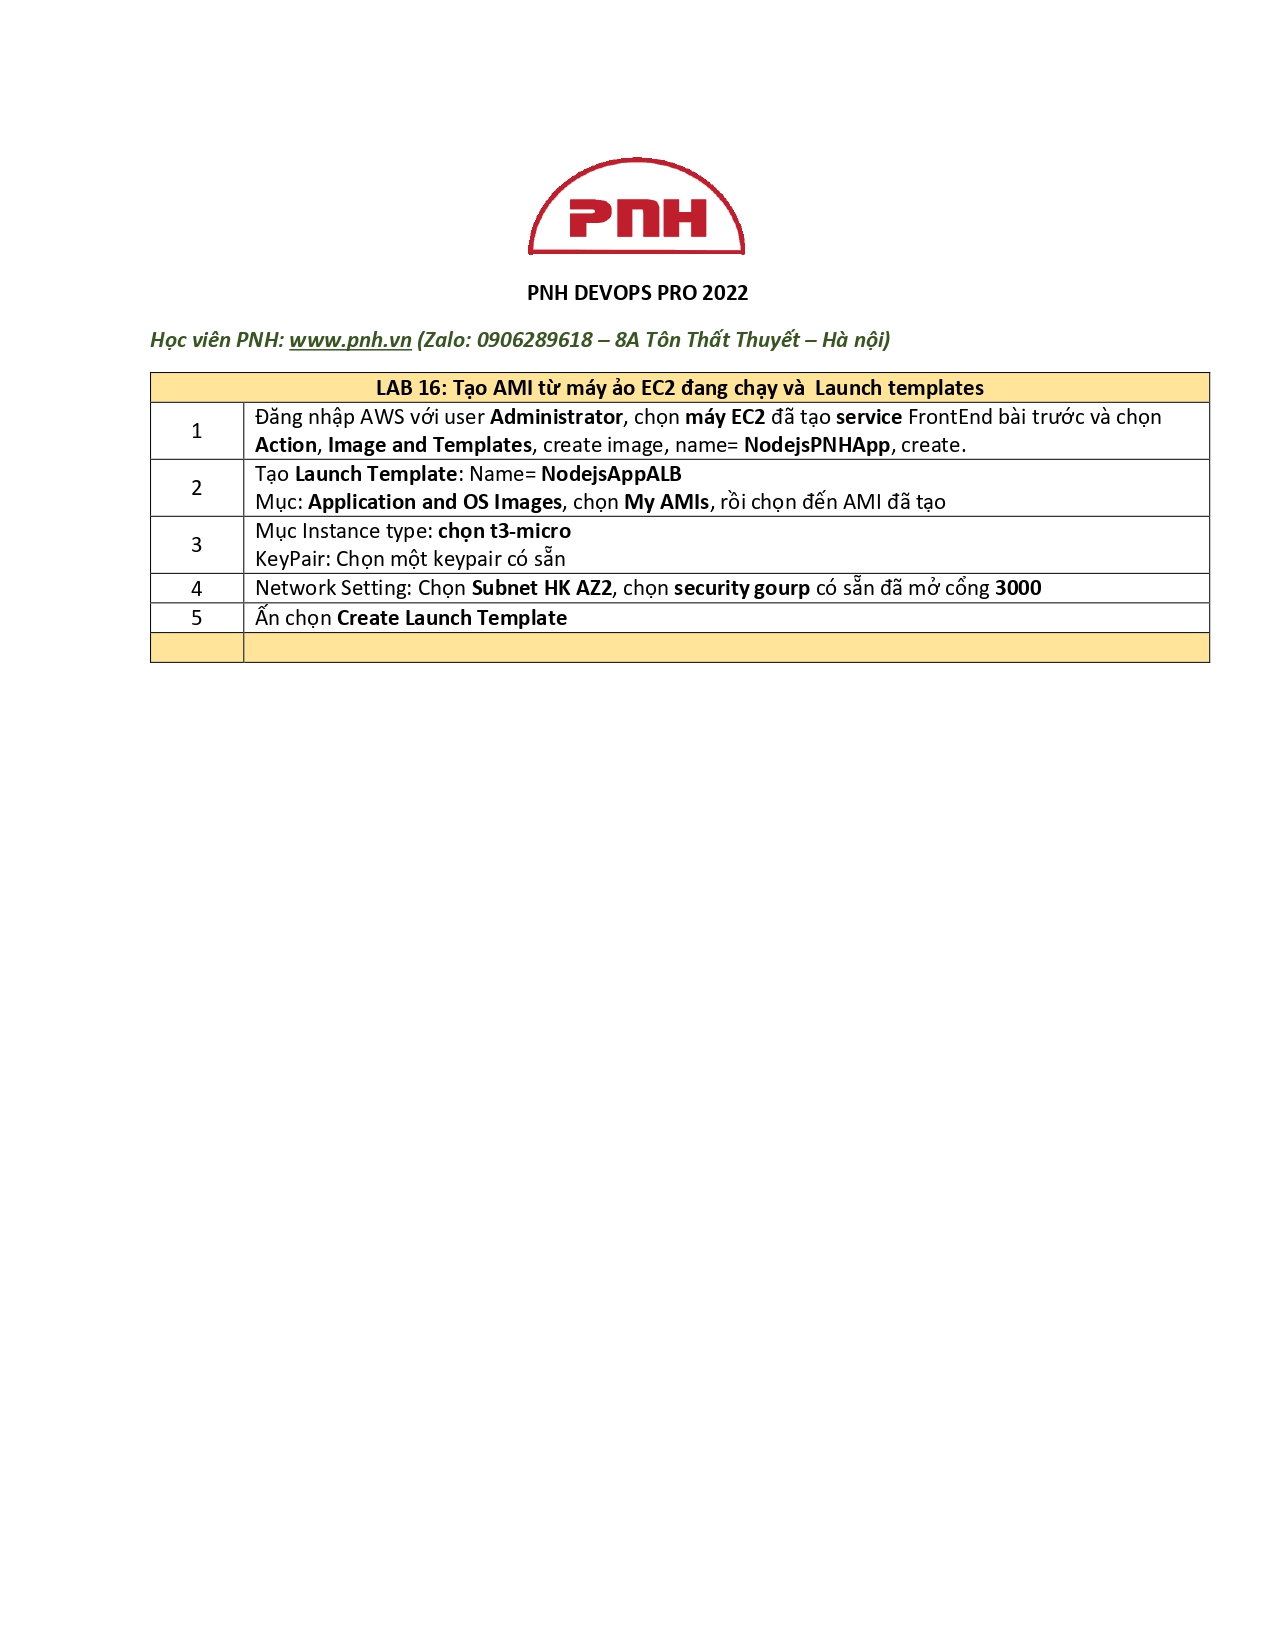 PNH
PNH DEVOPS PRO 2022
Học viên PNH: www.pnh.vn (Zalo: 0906289618 – 8A Tôn Thất Thuyết – Hà nội)
LAB 16: Tạo AMI từ máy ảo EC2 đang chạy và  Launch templates
1
Đăng nhập AWS với user Administrator, chọn máy EC2 đã tạo service FrontEnd bài trước và chọn
Action, Image and Templates, create image, name= NodejsPNHApp, create.
2
Tạo Launch Template: Name= NodejsAppALB
Mục: Application and OS Images, chọn My AMIs, rồi chọn đến AMI đã tạo
3
Mục Instance type: chọn t3-micro
KeyPair: Chọn một keypair có sẵn
4
Network Setting: Chọn Subnet HK AZ2, chọn security gourp có sẵn đã mở cổng 3000
5
Ấn chọn Create Launch Template